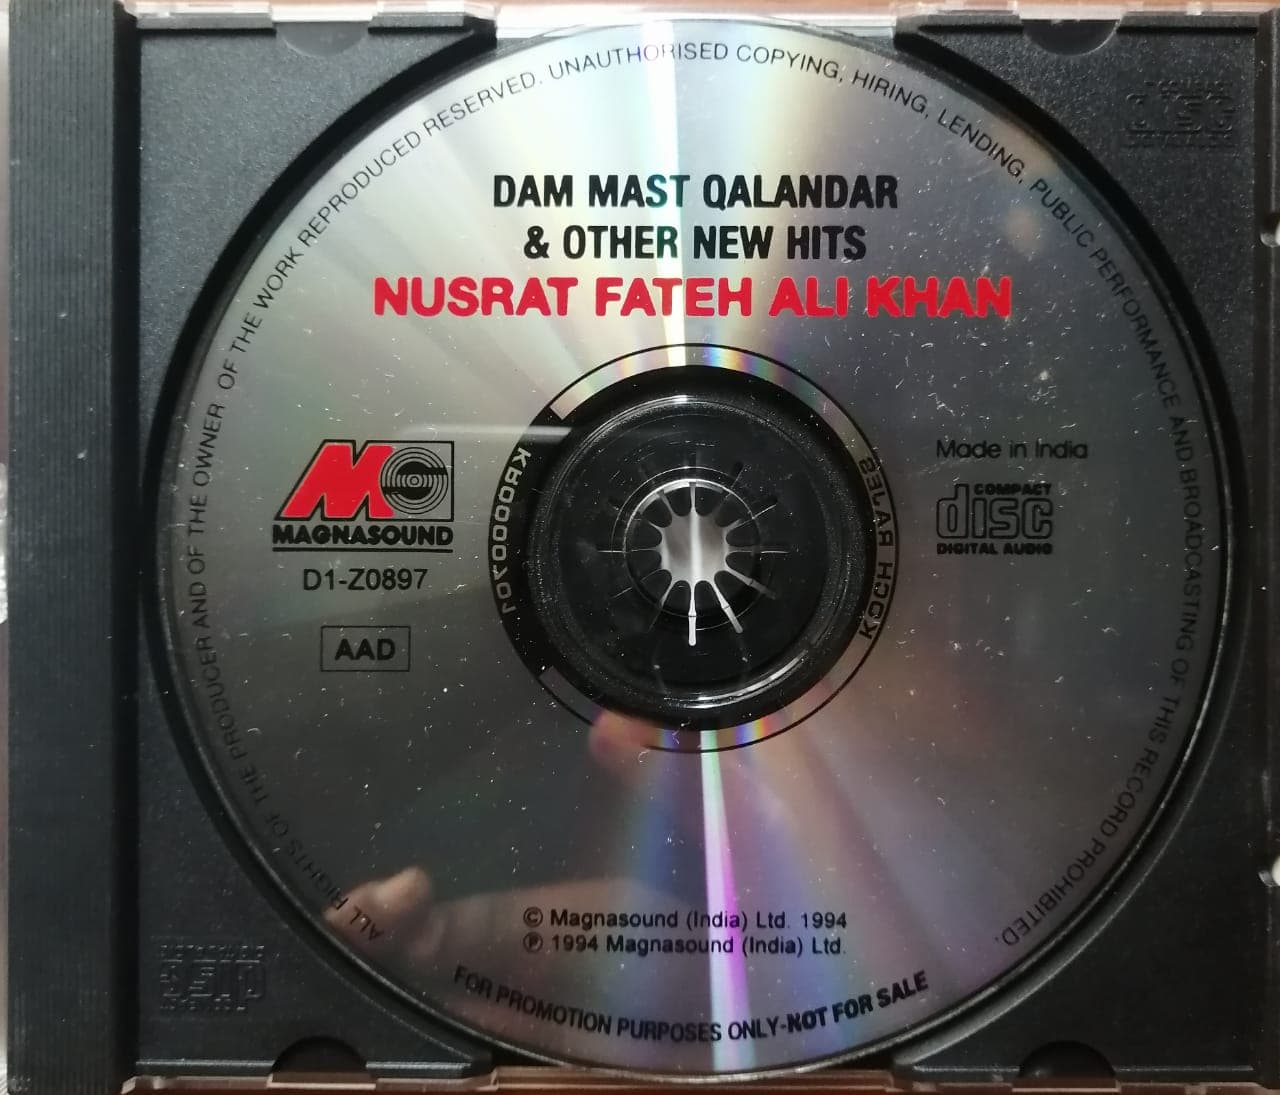 ALL RIGHTS OF THE PRODUCER AND OF THE OWNER OF THE WORK REPRODUCED RESERVED. UNAUTHORISED COPYING, HIRING, LENDING, PUBLIC PERFORMANCE AND BROADCASTING OF THIS RECORD PROHIBITED.
DAM MAST QALANDAR
& OTHER NEW HITS
NUSRAT FATEH ALI KHAN
MC
MAGNASOUND
D1-Z0897
AAD
Made in India
COMPACT
disc
DIGITAL AUDIO
© Magnasound (India) Ltd. 1994
℗ 1994 Magnasound (India) Ltd.
FOR PROMOTION PURPOSES ONLY-NOT FOR SALE